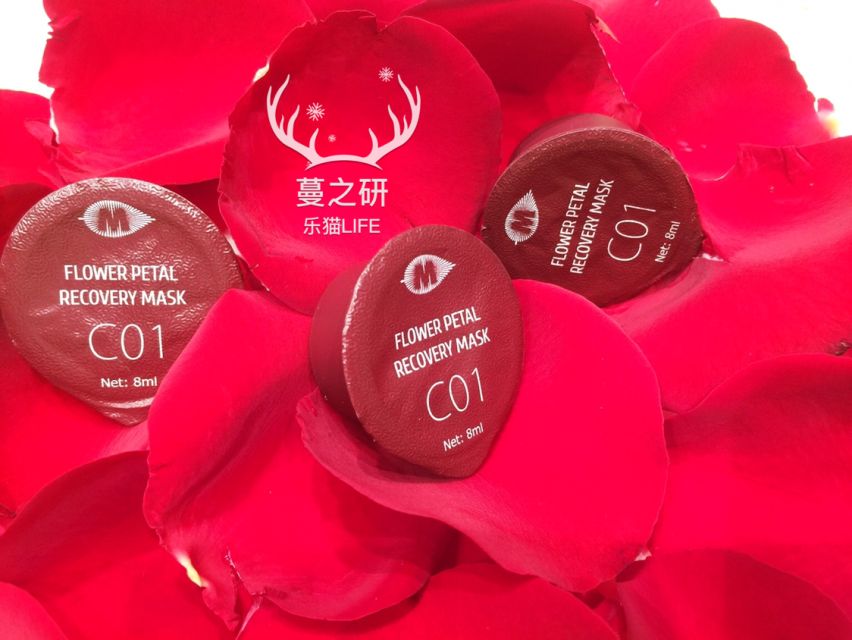 蔓之研
乐猫LIFE
M
FLOWER PETAL
RECOVERY MASK
C01
Net: 8ml
M
FLOWER PETAL
RECOVERY MASK
C01
Net: 8ml
M
FLOWER PETAL
RECOVERY MASK
C01
Net: 8ml